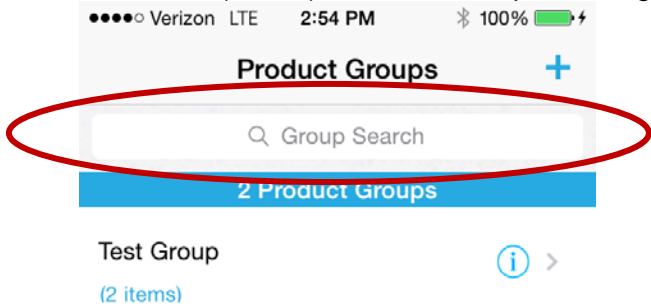 Verizon LTE 2:54 PM 100%
Product Groups +
Group Search
2 Product Groups
Test Group
(2 items)